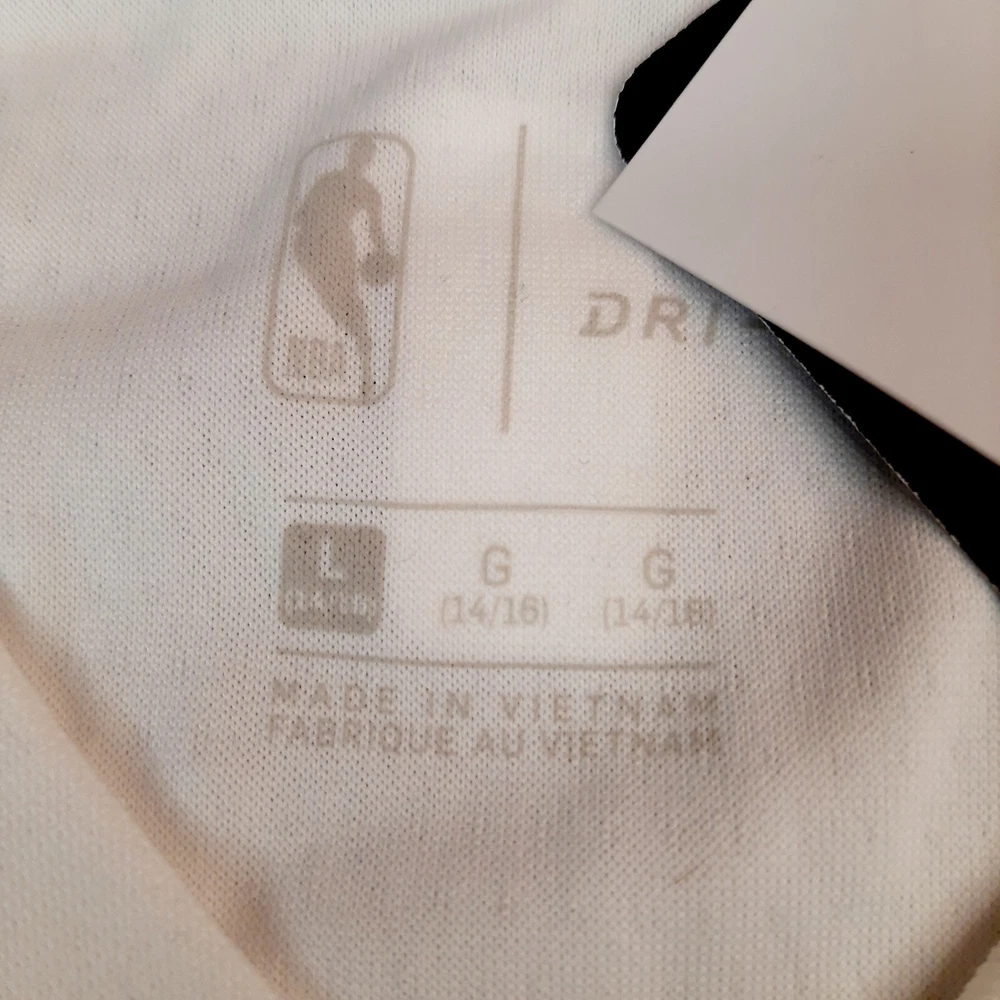 NBA
DRI
L G G
(14/16) (14/16) (14/16)
MADE IN VIETNAM
FABRIQUE AU VIETNAM